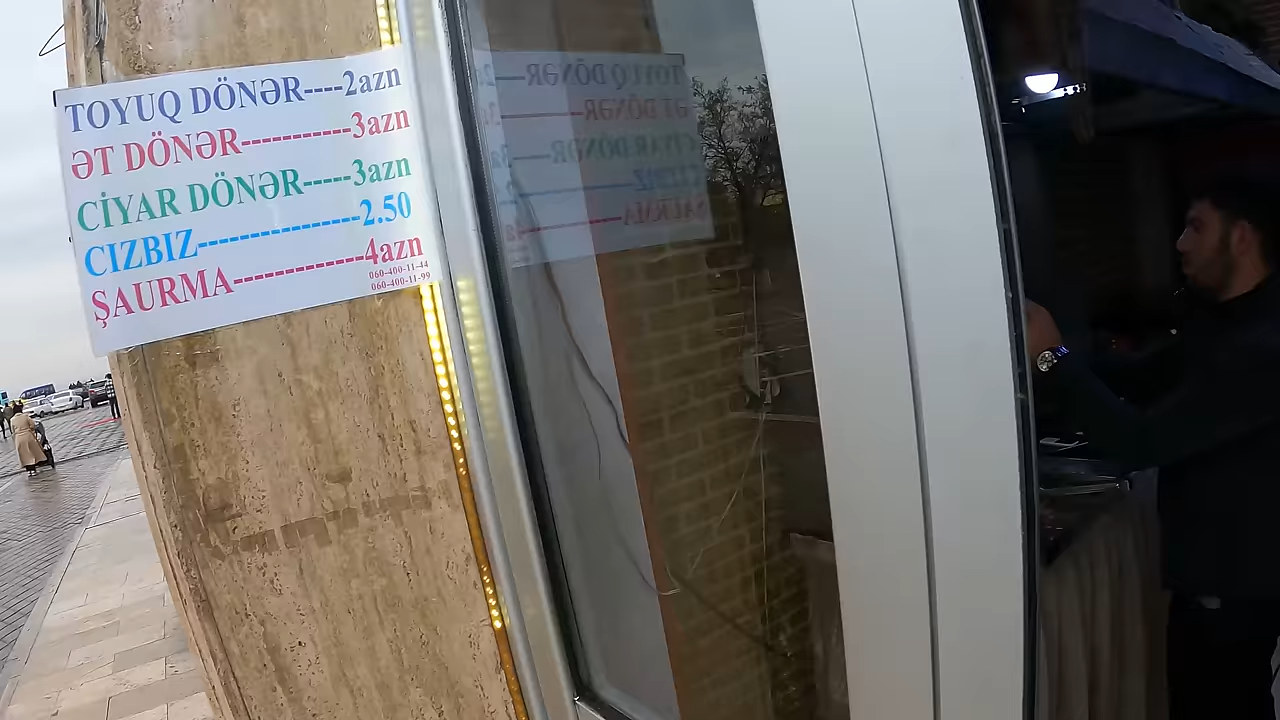 TOYUQ DÖNƏR----2azn
ƏT DÖNƏR-----------3azn
CİYAR DÖNƏR-----3azn
CIZBIZ----------------2.50
ŞAURMA-------------4azn
060-400-11-44
060-400-11-99